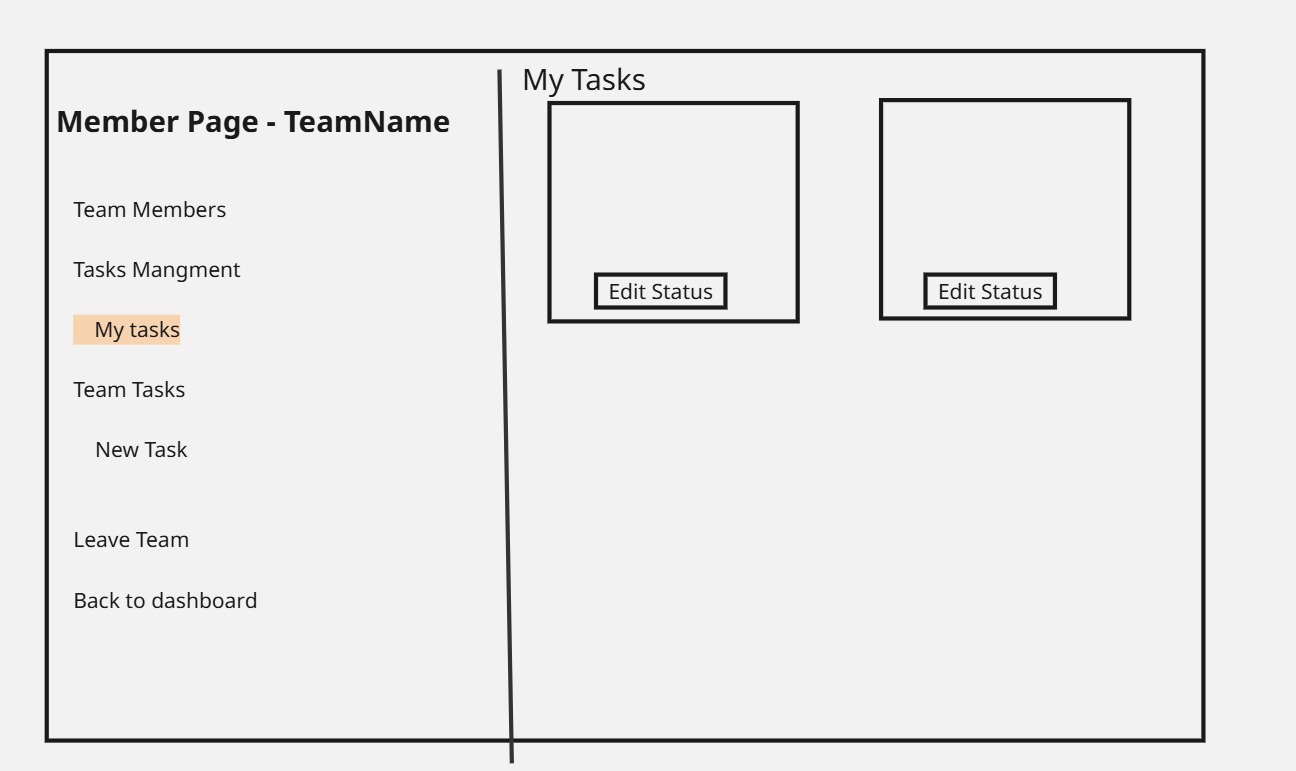 Member Page - TeamName
Team Members
Tasks Mangment
My tasks
Team Tasks
New Task
Leave Team
Back to dashboard
My Tasks
Edit Status
Edit Status